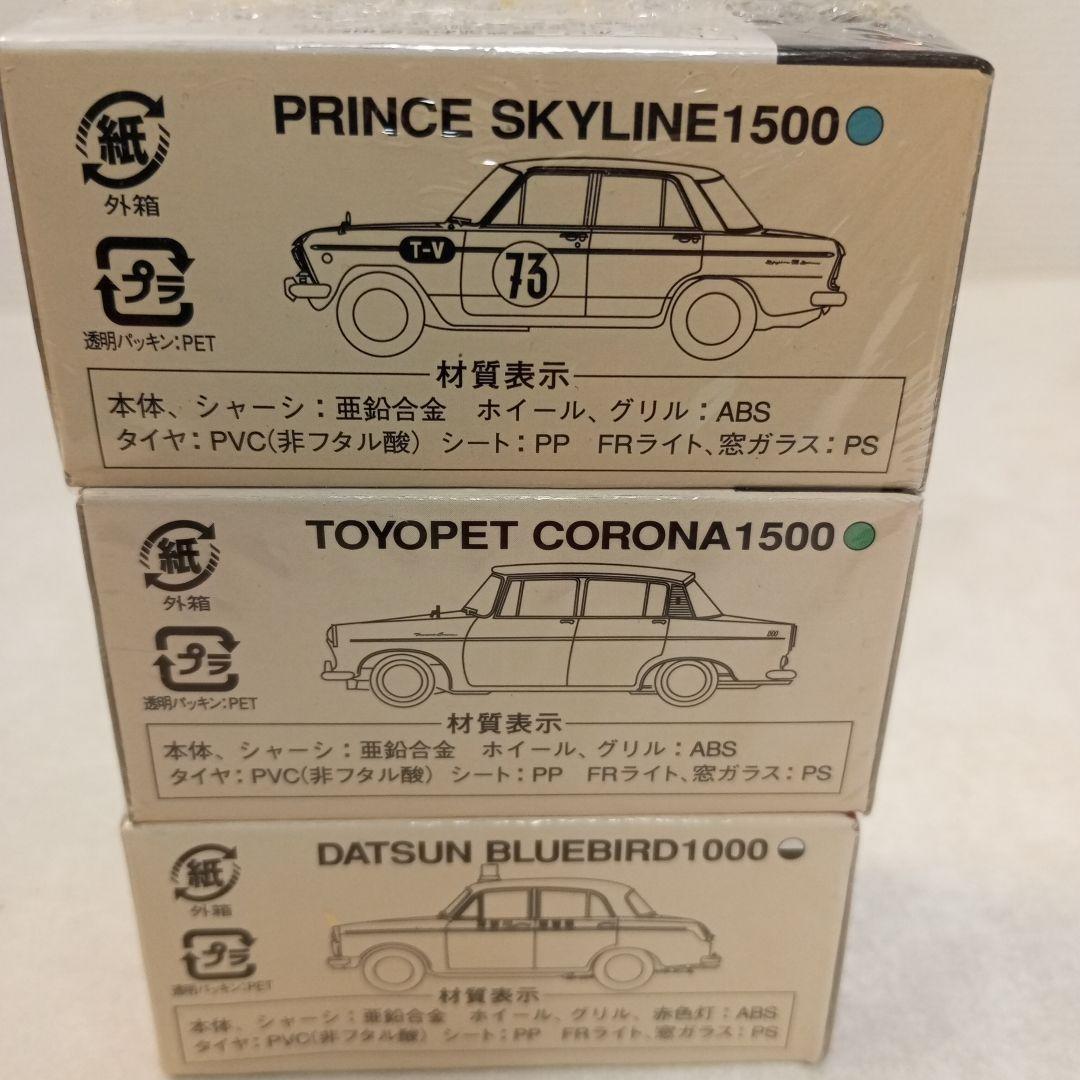 PRINCE SKYLINE1500
紙
外箱
プラ
透明パッキン:PET
T-V
73
材質表示
本体、シャーシ:亜鉛合金 ホイール、グリル:ABS
タイヤ:PVC(非フタル酸) シート:PP FRライト、窓ガラス:PS
TOYOPET CORONA1500
紙
外箱
プラ
透明パッキン:PET
材質表示
本体、シャーシ:亜鉛合金 ホイール、グリル:ABS
タイヤ:PVC(非フタル酸) シート:PP FRライト、窓ガラス:PS
DATSUN BLUEBIRD1000
紙
外箱
プラ
透明パッキン:PET
材質表示
本体、シャーシ:亜鉛合金 ホイール、グリル、赤色灯:ABS
タイヤ:PVC(非フタル酸) シート:PP FRライト、窓ガラス:PS